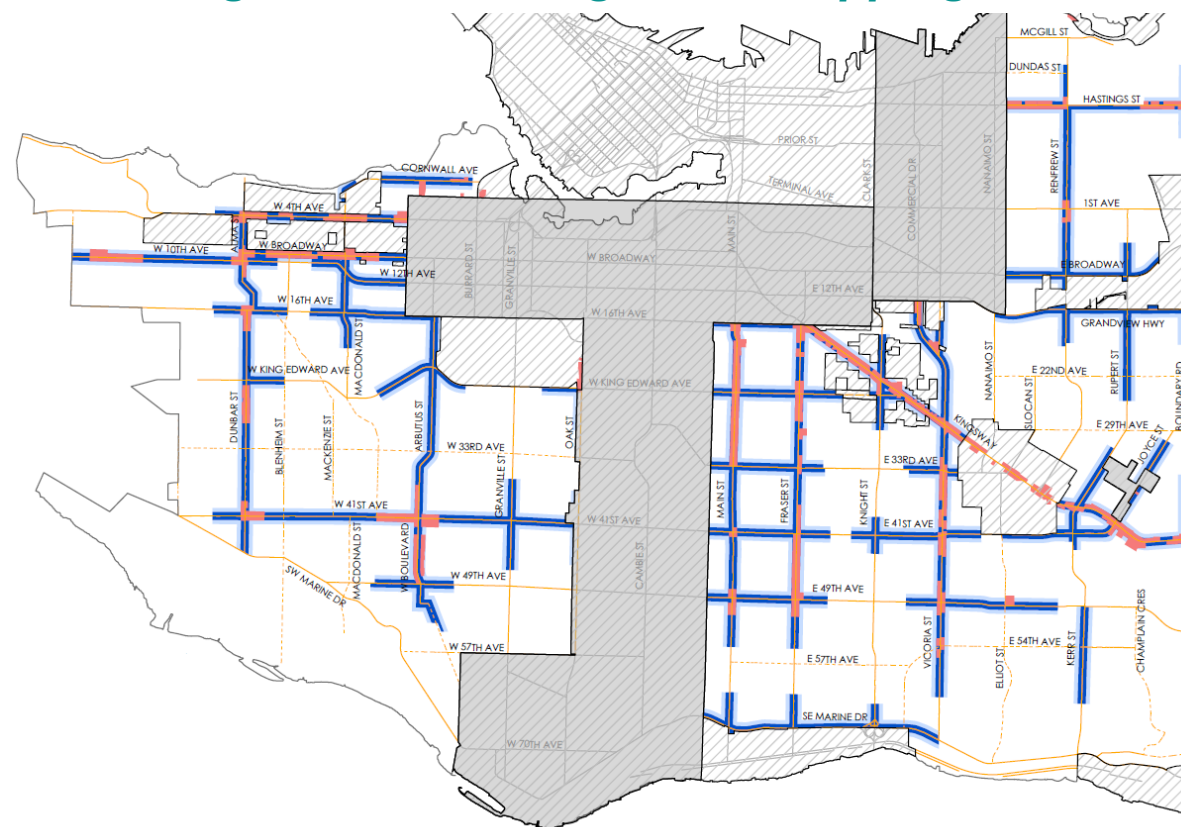 MCGILL ST
DUNDAS ST
HASTINGS ST
PRIOR ST
NANAIMO ST
RENFREW ST
CLARK ST
COMMERCIAL DR
TERMINAL AVE
CORNWALL AVE
1ST AVE
W 4TH AVE
ALMA ST
MAIN ST
BURRARD ST
GRANVILLE ST
W 10TH AVE
W BROADWAY
W BROADWAY
E BROADWAY
W 12TH AVE
E 12TH AVE
W 16TH AVE
W 16TH AVE
GRANDVIEW HWY
MACDONALD ST
NANAIMO ST
SLOCAN ST
RUPERT ST
BOUNDARY RD
W KING EDWARD AVE
W KING EDWARD AVE
E 22ND AVE
DUNBAR ST
BLENHEIM ST
MACKENZIE ST
ARBUTUS ST
OAK ST
KINGSWAY
E 29TH AVE
JOYCE ST
W 33RD AVE
E 33RD AVE
GRANVILLE ST
MAIN ST
FRASER ST
KNIGHT ST
W 41ST AVE
W 41ST AVE
E 41ST AVE
MACDONALD ST
W BOULEVARD
CAMBIE ST
SW MARINE DR
W 49TH AVE
E 49TH AVE
VICTORIA ST
ELLIOT ST
KERR ST
CHAMPLAIN CRES
W 57TH AVE
E 54TH AVE
E 57TH AVE
SE MARINE DR
W 70TH AVE